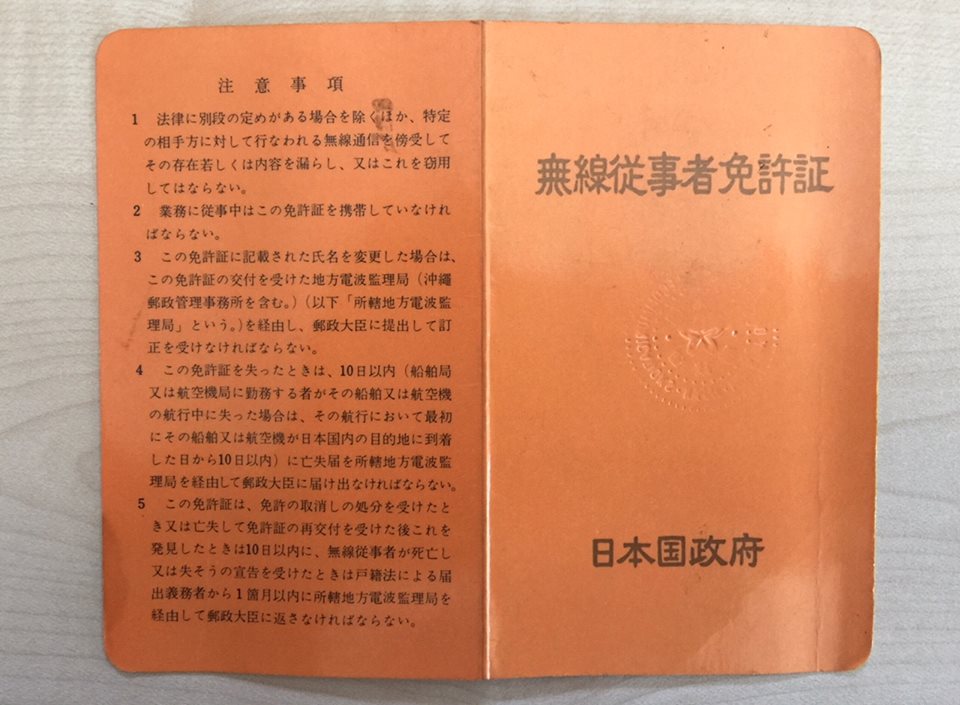 注意事項
1 法律に別段の定めがある場合を除くほか、特定
の相手方に対して行なわれる無線通信を傍受して
その存在若しくは内容を漏らし、又はこれを窃用
してはならない。
2 業務に従事中はこの免許証を携帯していなけれ
ばならない。
3 この免許証に記載された氏名を変更した場合は、
この免許証の交付を受けた地方電波監理局（沖縄
郵政管理事務所を含む。）（以下「所轄地方電波監
理局」という。）を経由し、郵政大臣に提出して訂
正を受けなければならない。
4 この免許証を失ったときは、10日以内（船舶局
又は航空機局に勤務する者がその船舶又は航空機
の航行中に失った場合は、その航行において最初
にその船舶又は航空機が日本国内の目的地に到着
した日から10日以内）に亡失届を所轄地方電波監
理局を経由して郵政大臣に届け出なければならない。
5 この免許証は、免許の取消しの処分を受けたと
き又は亡失して免許証の再交付を受けた後これを
発見したときは10日以内に、無線従事者が死亡し
又は失そうの宣告を受けたときは戸籍法による届
出義務者から1箇月以内に所轄地方電波監理局を
経由して郵政大臣に返さなければならない。
無線従事者免許証
日本国政府